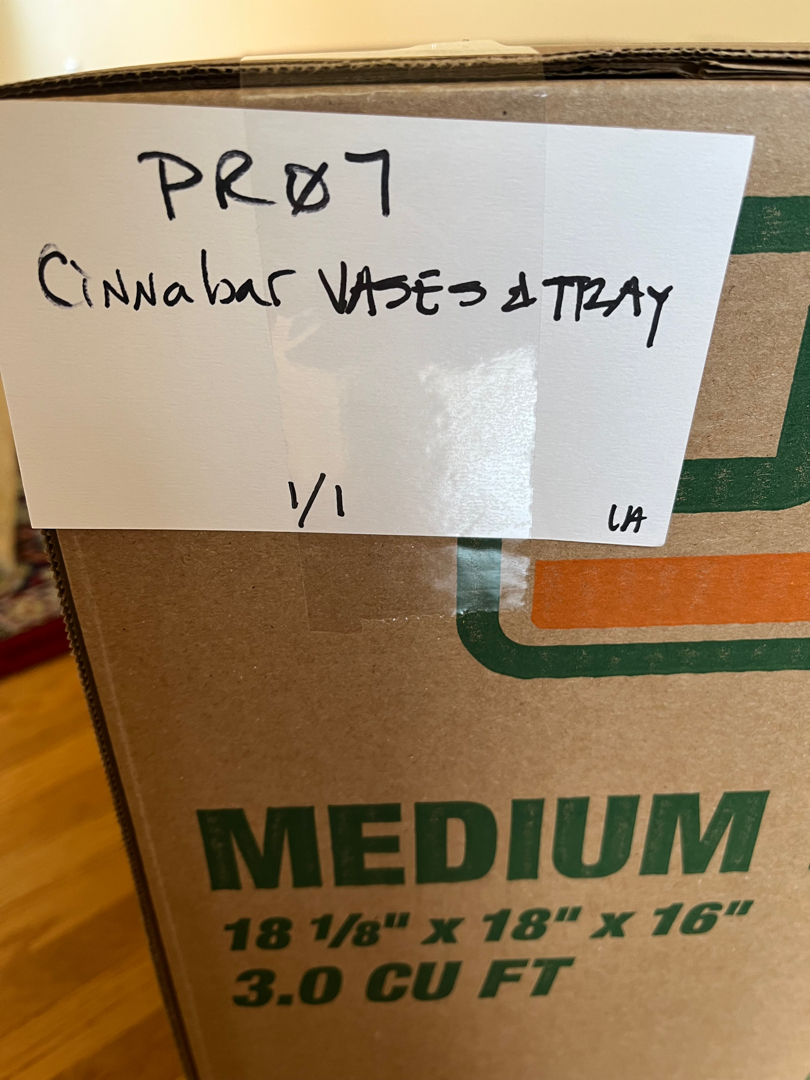 PRØ7
Cinnabar VASES & TRAY
1/1
LA
MEDIUM
18 1/8" x 18" x 16"
3.0 CU FT